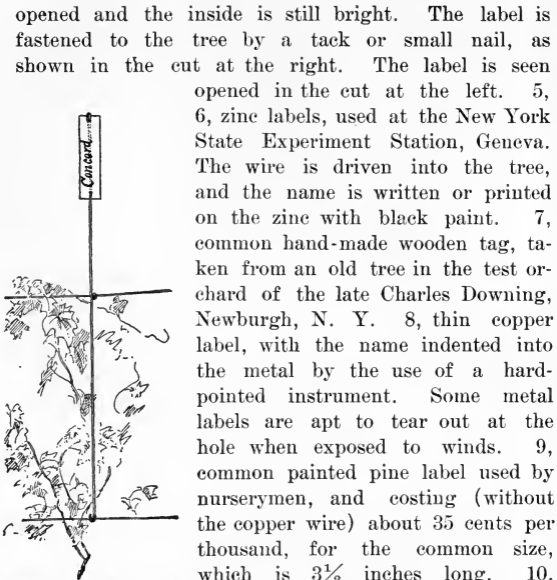 opened and the inside is still bright. The label is
fastened to the tree by a tack or small nail, as
shown in the cut at the right. The label is seen
opened in the cut at the left. 5,
6, zinc labels, used at the New York
State Experiment Station, Geneva.
The wire is driven into the tree,
and the name is written or printed
on the zinc with black paint. 7,
common hand-made wooden tag, ta-
ken from an old tree in the test or-
chard of the late Charles Downing,
Newburgh, N. Y. 8, thin copper
label, with the name indented into
the metal by the use of a hard-
pointed instrument. Some metal
labels are apt to tear out at the
hole when exposed to winds. 9,
common painted pine label used by
nurserymen, and costing (without
the copper wire) about 35 cents per
thousand, for the common size,
which is 3½ inches long. 10,
Concord